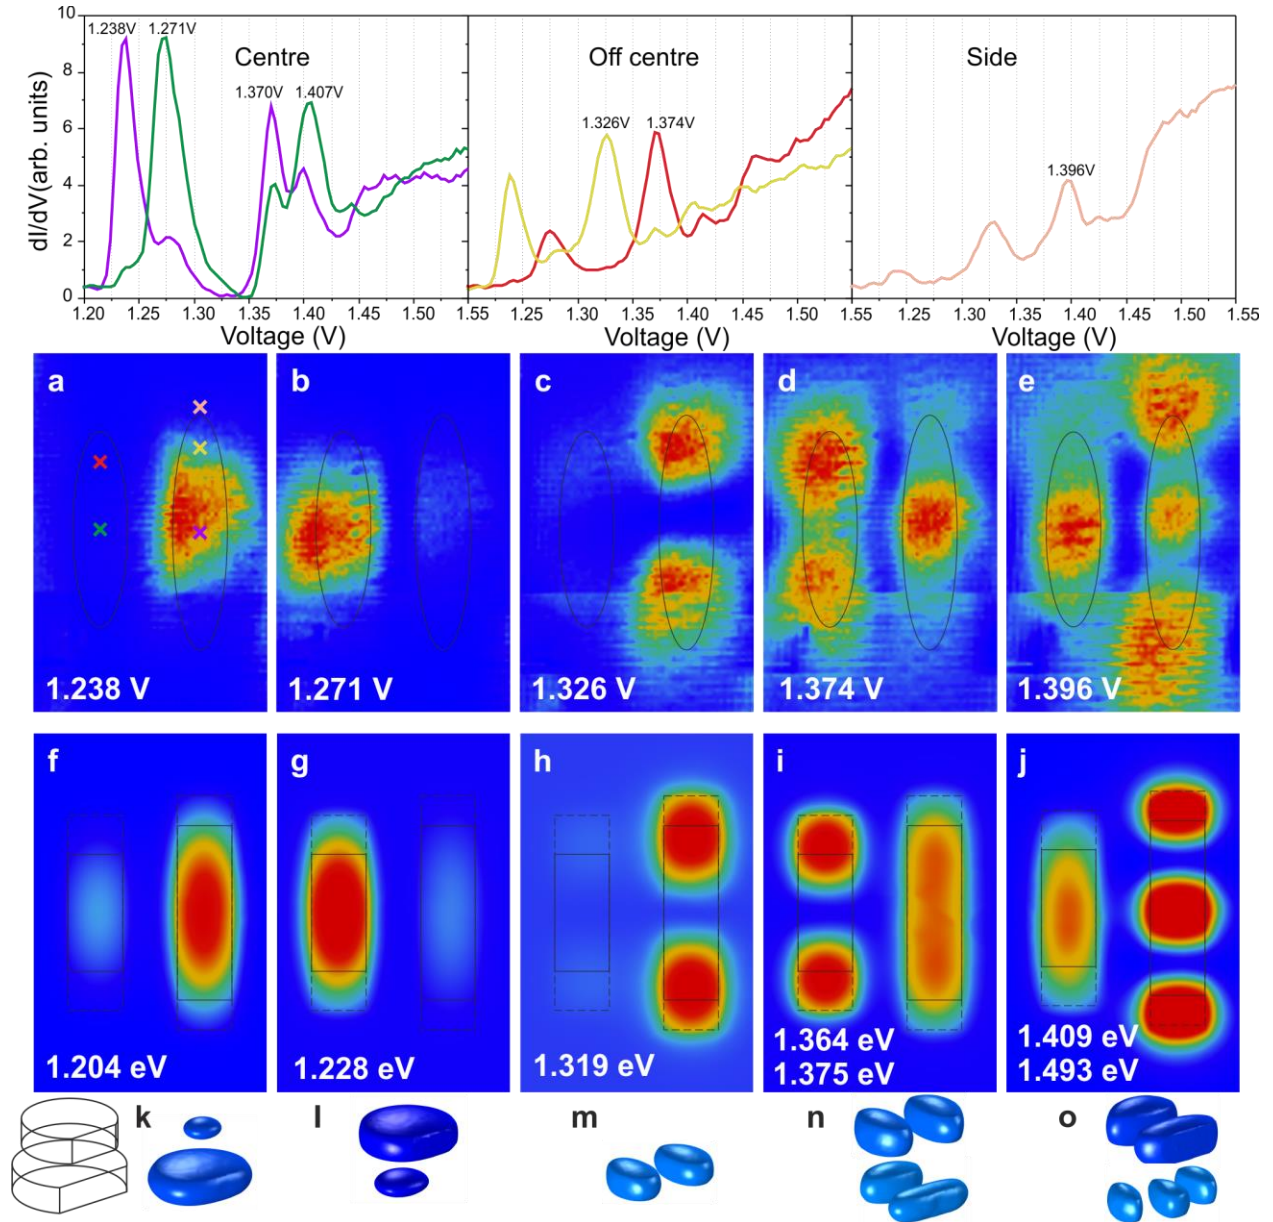 1.238V 1.271V
Centre
1.370V 1.407V
Off centre
1.326V 1.374V
Side
1.396V
dI/dV(arb. units)
10
8
6
4
2
0
1.20 1.25 1.30 1.35 1.40 1.45 1.50 1.55 1.25 1.30 1.35 1.40 1.45 1.50 1.55 1.25 1.30 1.35 1.40 1.45 1.50 1.55
Voltage (V) Voltage (V) Voltage (V)
a b c d e
1.238 V 1.271 V 1.326 V 1.374 V 1.396 V
f g h i j
1.204 eV 1.228 eV 1.319 eV 1.364 eV 1.409 eV
1.375 eV 1.493 eV
k l m n o